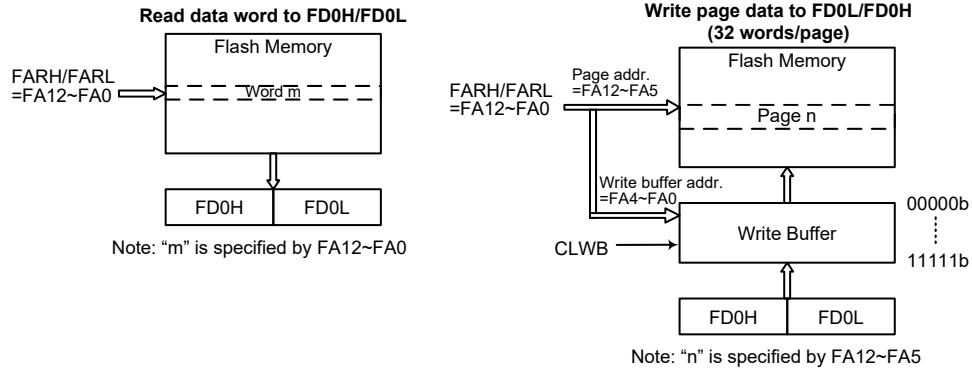 Read data word to FD0H/FD0L
Flash Memory
FARH/FARL
=FA12~FA0
Word m
FD0H
FD0L
Note: “m” is specified by FA12~FA0
Write page data to FD0L/FD0H
(32 words/page)
Flash Memory
FARH/FARL
=FA12~FA0
Page addr.
=FA12~FA5
Page n
Write buffer addr.
=FA4~FA0
CLWB
Write Buffer
00000b
11111b
FD0H
FD0L
Note: “n” is specified by FA12~FA5